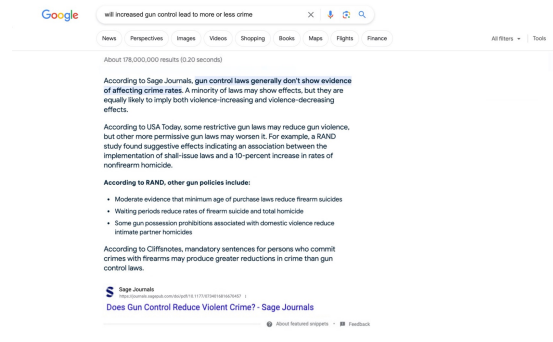 Google
will increased gun control lead to more or less crime
News
Perspectives
Images
Videos
Shopping
Books
Maps
Flights
Finance
All filters
Tools
About 178,000,000 results (0.20 seconds)
According to Sage Journals, gun control laws generally don't show evidence
of affecting crime rates. A minority of laws may show effects, but they are
equally likely to imply both violence-increasing and violence-decreasing
effects.
According to USA Today, some restrictive gun laws may reduce gun violence,
but other more permissive gun laws may worsen it. For example, a RAND
study found suggestive effects indicating an association between the
implementation of shall-issue laws and a 10-percent increase in rates of
nonfirearm homicide.
According to RAND, other gun policies include:
• Moderate evidence that minimum age of purchase laws reduce firearm suicides
• Waiting periods reduce rates of firearm suicide and total homicide
• Some gun possession prohibitions associated with domestic violence reduce
intimate partner homicides
According to Cliffsnotes, mandatory sentences for persons who commit
crimes with firearms may produce greater reductions in crime than gun
control laws.
S
Sage Journals
Does Gun Control Reduce Violent Crime? - Sage Journals
About featured snippets • Feedback